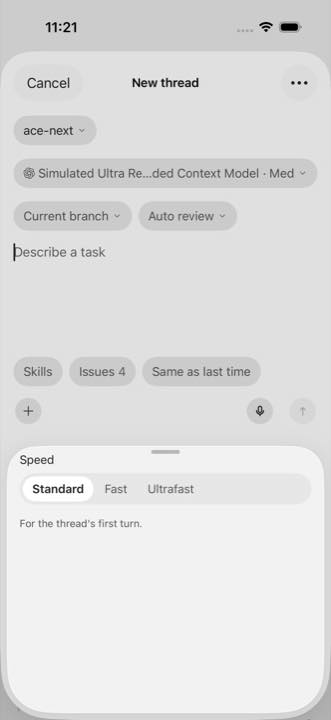 11:21
Cancel
New thread
ace-next
Simulated Ultra Re...ded Context Model · Med
Current branch
Auto review
Describe a task
Skills
Issues 4
Same as last time
Speed
Standard
Fast
Ultrafast
For the thread's first turn.